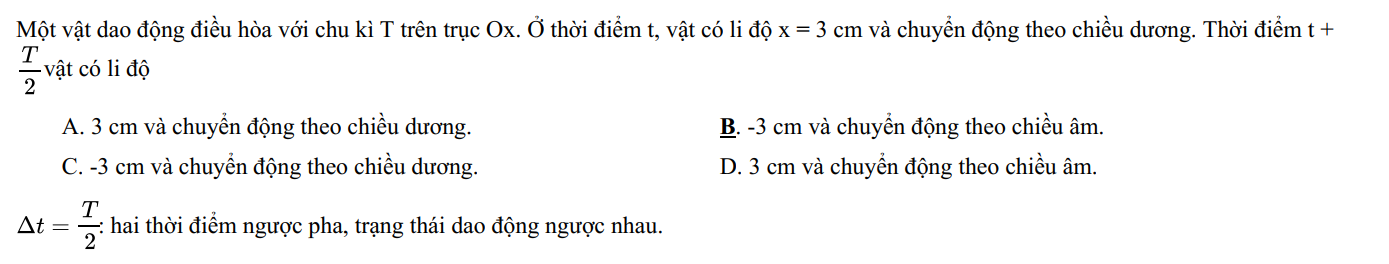 Một vật dao động điều hòa với chu kì T trên trục Ox. Ở thời điểm t, vật có li độ x = 3 cm và chuyển động theo chiều dương. Thời điểm t +
T/2 vật có li độ
A. 3 cm và chuyển động theo chiều dương. B. -3 cm và chuyển động theo chiều âm.
C. -3 cm và chuyển động theo chiều dương. D. 3 cm và chuyển động theo chiều âm.
Δt = T/2: hai thời điểm ngược pha, trạng thái dao động ngược nhau.